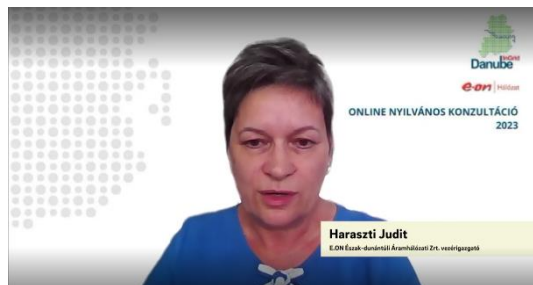 Danube
InGrid
e·on | Hálózat
ONLINE NYILVÁNOS KONZULTÁCIÓ
2023
Haraszti Judit
E.ON Észak-dunántúli Áramhálózati Zrt. vezérigazgató